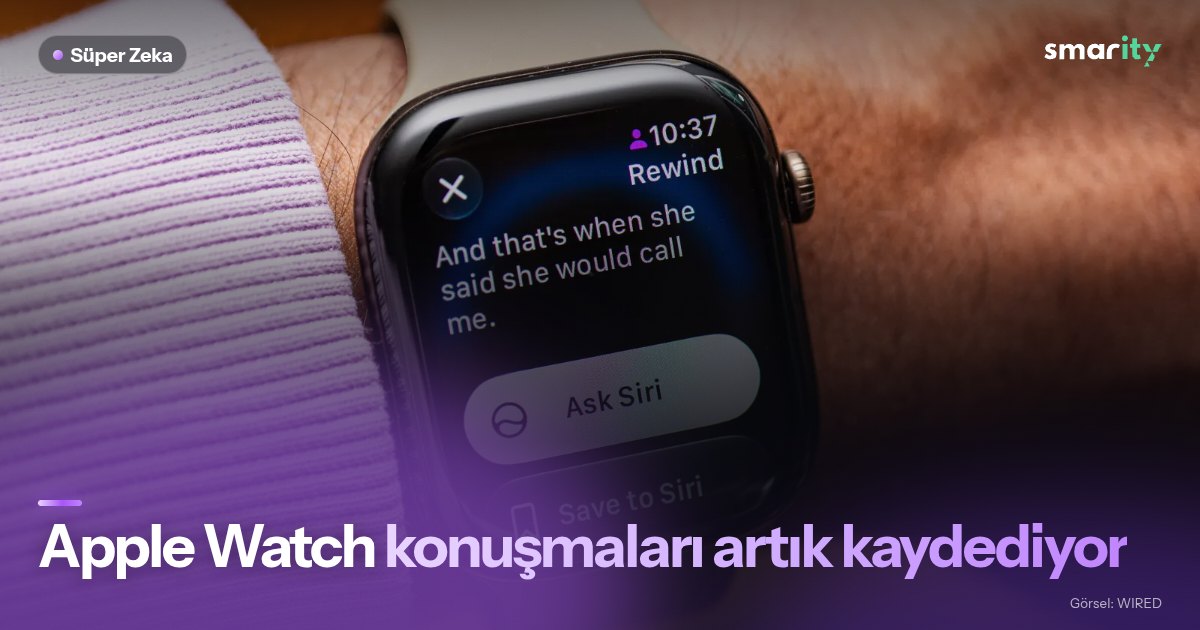 Süper Zeka
smarity
10:37
Rewind
And that's when she
said she would call
me.
Ask Siri
Save to Siri
Apple Watch konuşmaları artık kaydediyor
Görsel: WIRED